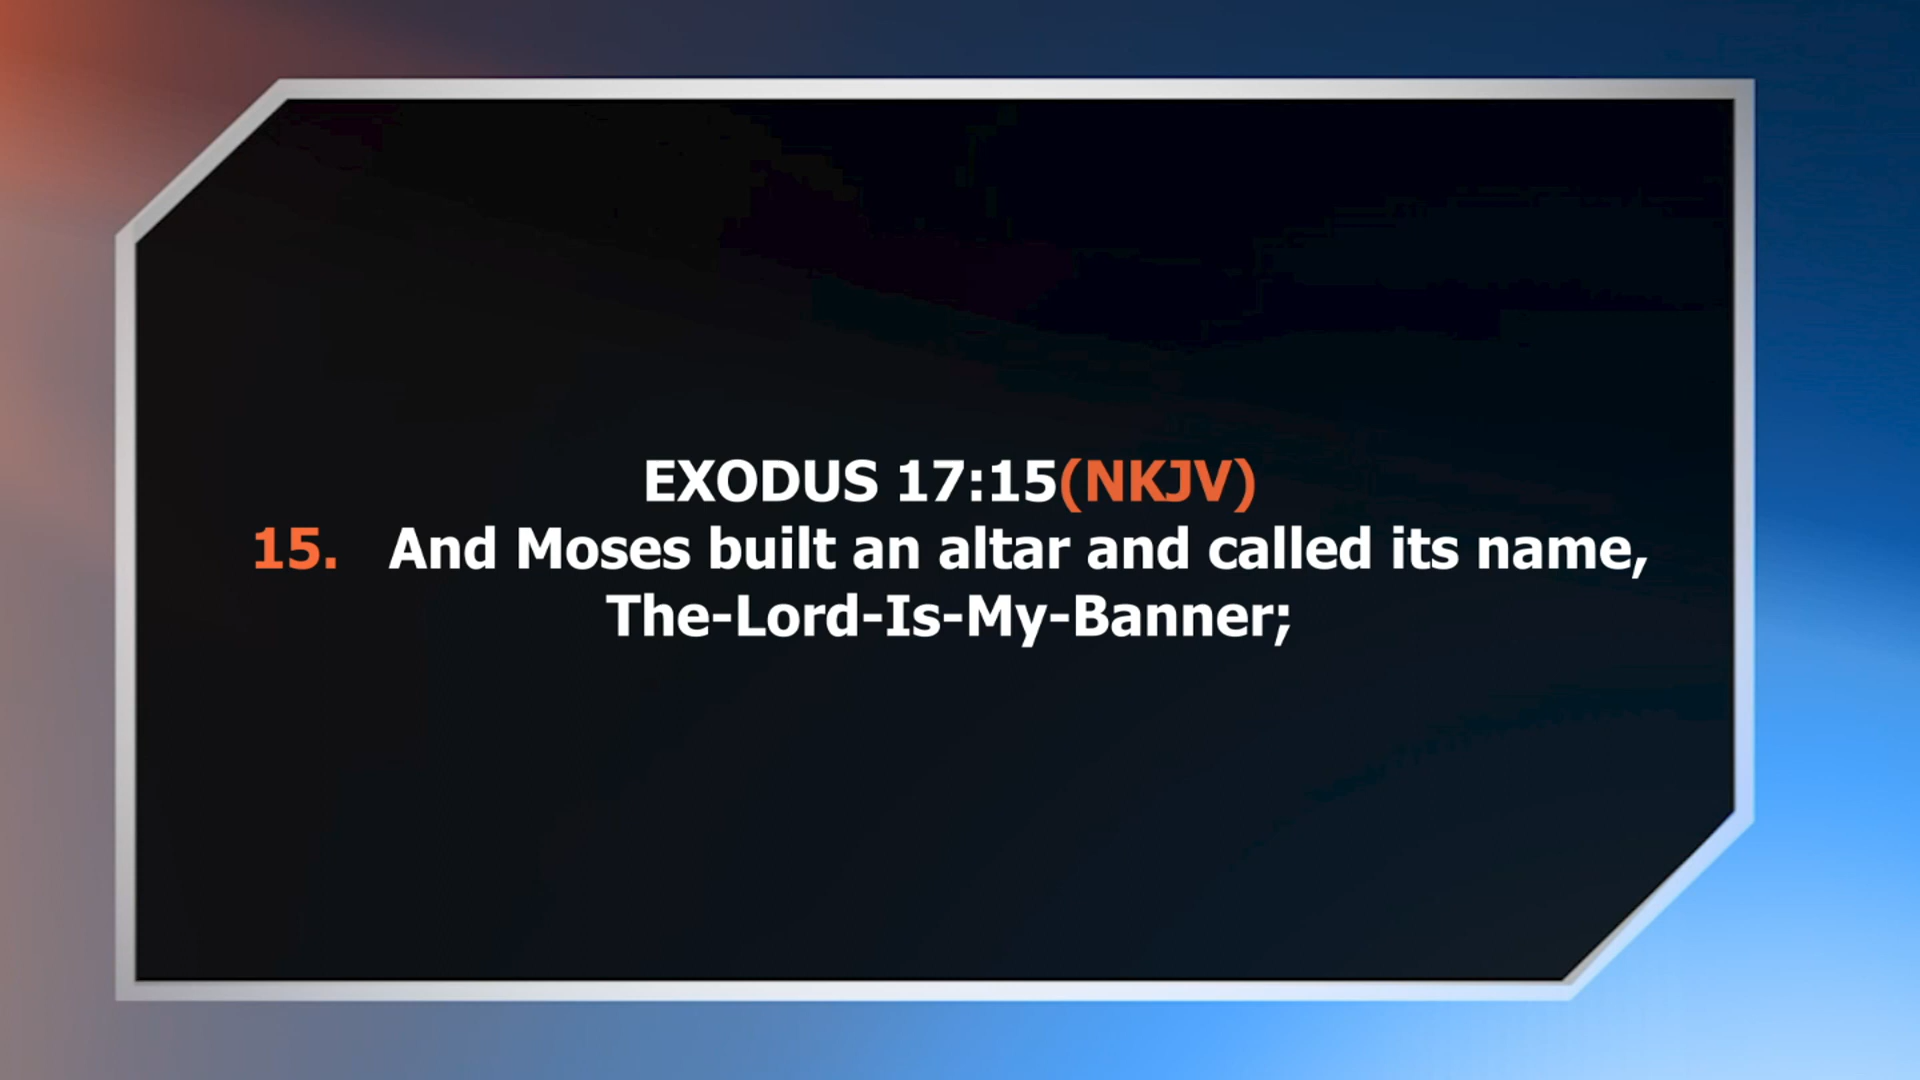 EXODUS 17:15(NKJV)
15. And Moses built an altar and called its name,
The-Lord-Is-My-Banner;